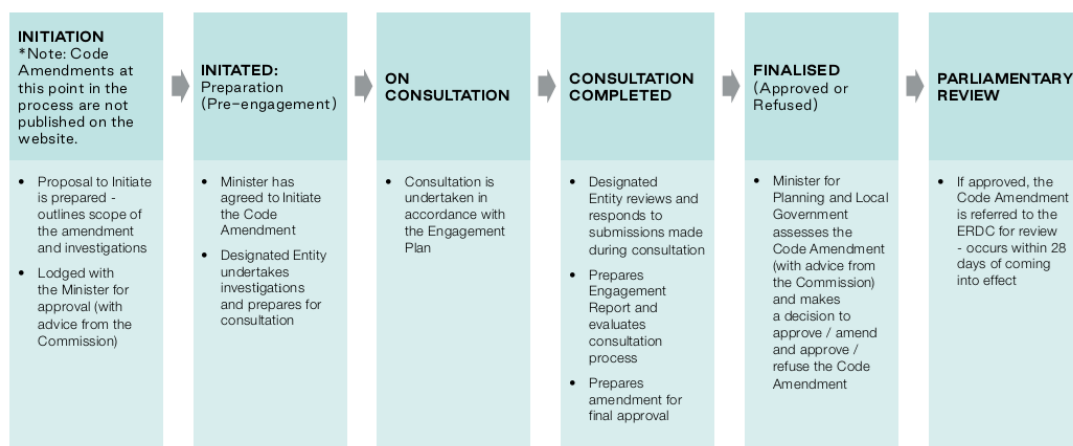 INITIATION
*Note: Code
Amendments at
this point in the
process are not
published on the
website.
• Proposal to Initiate
is prepared -
outlines scope of
the amendment
and investigations
• Lodged with
the Minister for
approval (with
advice from the
Commission)
INITATED:
Preparation
(Pre-engagement)
• Minister has
agreed to Initiate
the Code
Amendment
• Designated Entity
undertakes
investigations
and prepares for
consultation
ON
CONSULTATION
• Consultation is
undertaken in
accordance with
the Engagement
Plan
CONSULTATION
COMPLETED
• Designated
Entity reviews and
responds to
submissions made
during consultation
• Prepares
Engagement
Report and
evaluates
consultation
process
• Prepares
amendment for
final approval
FINALISED
(Approved or
Refused)
• Minister for
Planning and Local
Government
assesses the
Code Amendment
(with advice from
the Commission)
and makes
a decision to
approve / amend
and approve /
refuse the Code
Amendment
PARLIAMENTARY
REVIEW
• If approved, the
Code Amendment
is referred to the
ERDC for review
- occurs within 28
days of coming
into effect